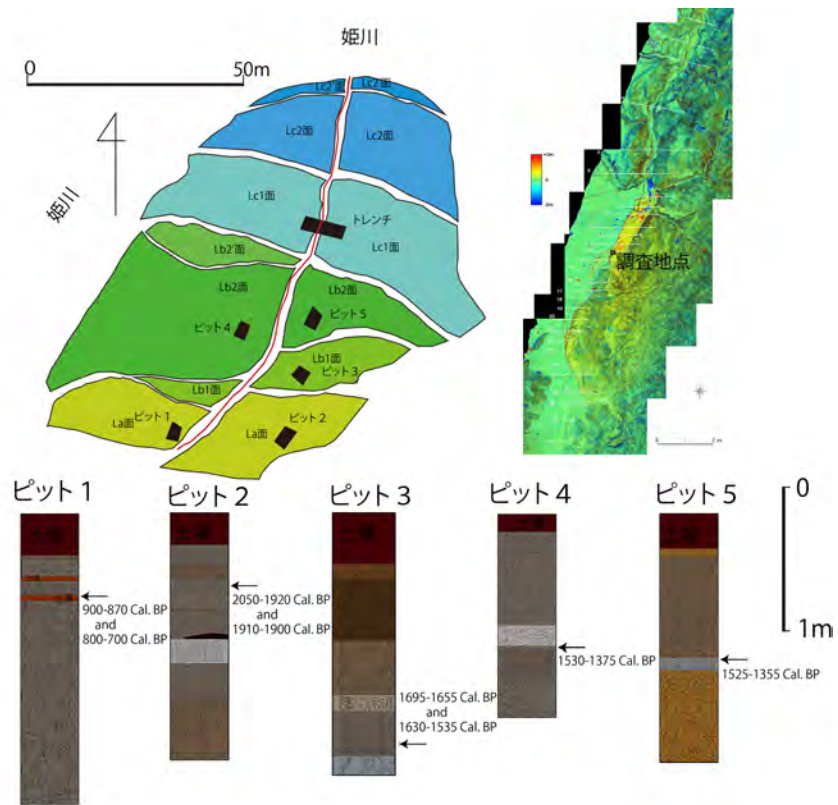 姫川
0
50m
姫川
Lc2'面
Lc2'面
Lc2面
Lc2面
Lc1面
トレンチ
Lc1面
Lb2'面
Lb2面
Lb2面
ピット4
ピット5
Lb1面
ピット3
Lb1面
La面
ピット1
La面
ピット2
調査地点
ピット1
ピット2
ピット3
ピット4
ピット5
0
1m
900-870 Cal. BP
and
800-700 Cal. BP
2050-1920 Cal. BP
and
1910-1900 Cal. BP
1695-1655 Cal. BP
and
1630-1535 Cal. BP
1530-1375 Cal. BP
1525-1355 Cal. BP